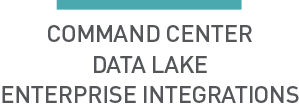 COMMAND CENTER
DATA LAKE
ENTERPRISE INTEGRATIONS